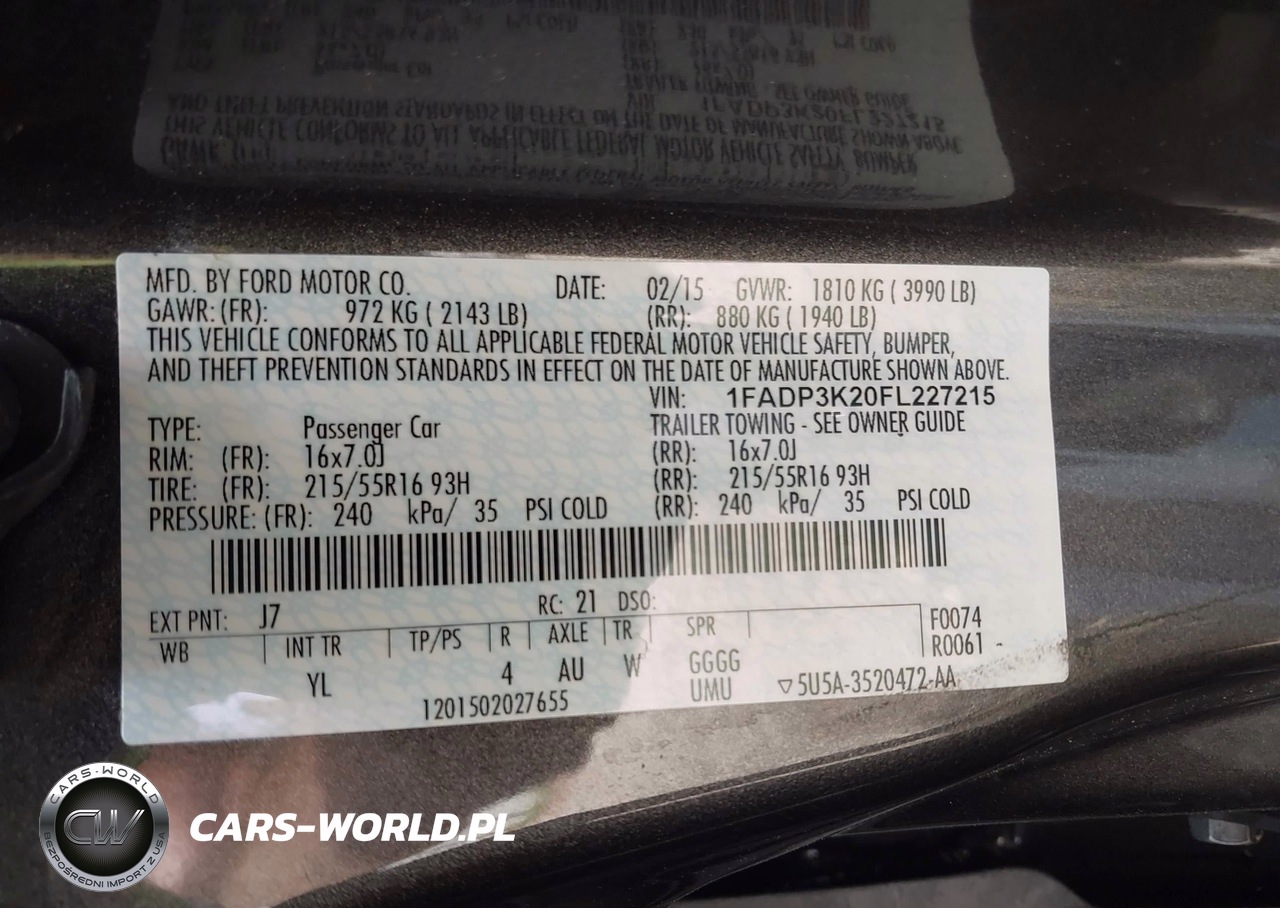 MFD. BY FORD MOTOR CO. DATE: 02/15 GVWR: 1810 KG ( 3990 LB)
GAWR: (FR): 972 KG ( 2143 LB) (RR): 880 KG ( 1940 LB)
THIS VEHICLE CONFORMS TO ALL APPLICABLE FEDERAL MOTOR VEHICLE SAFETY, BUMPER,
AND THEFT PREVENTION STANDARDS IN EFFECT ON THE DATE OF MANUFACTURE SHOWN ABOVE.
VIN: 1FADP3K20FL227215
TYPE: Passenger Car TRAILER TOWING - SEE OWNER GUIDE
RIM: (FR): 16x7.0J (RR): 16x7.0J
TIRE: (FR): 215/55R16 93H (RR): 215/55R16 93H
PRESSURE: (FR): 240 kPa/ 35 PSI COLD (RR): 240 kPa/ 35 PSI COLD
EXT PNT: J7 RC: 21 DSO: F0074
WB INT TR TP/PS R AXLE TR SPR R0061
YL 4 AU W GGGG
UMU ▽5U5A-3520472-AA
1201502027655
CARS-WORLD
CW
BEZPOŚREDNI IMPORT Z USA
CARS-WORLD.PL